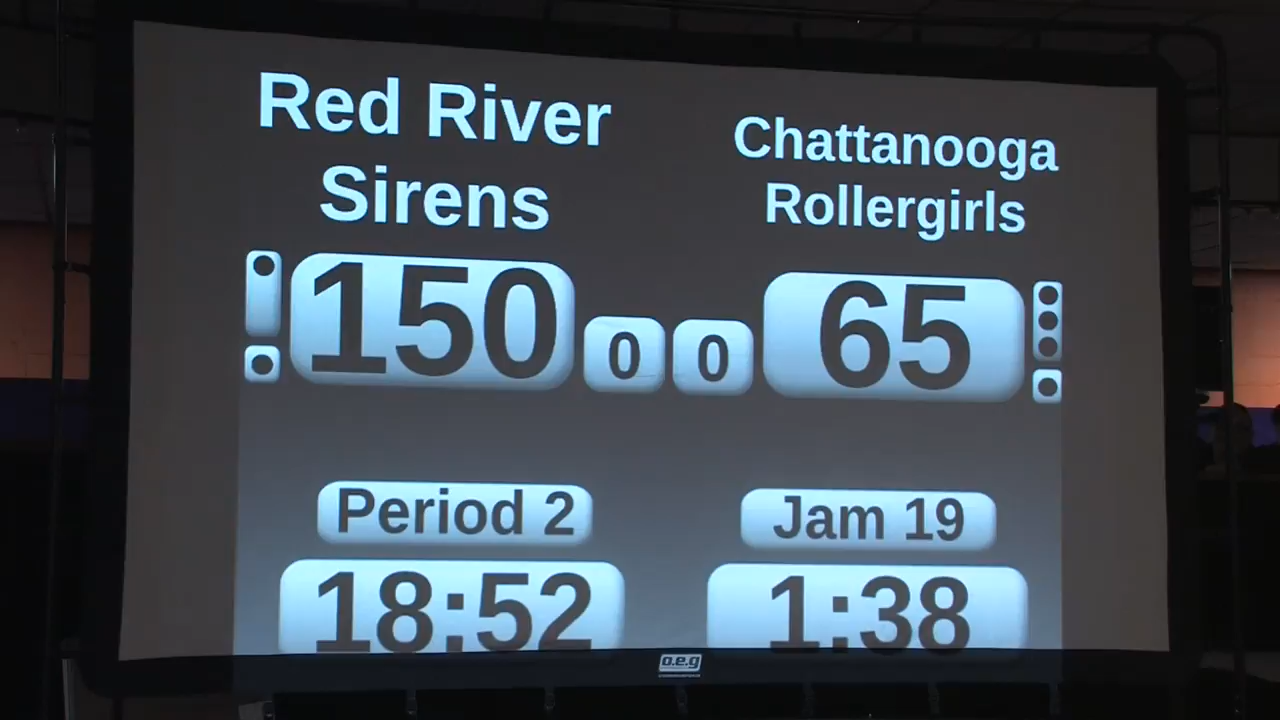 Red River
Sirens
Chattanooga
Rollergirls
150
0
0
65
Period 2
Jam 19
18:52
1:38
o.e.g